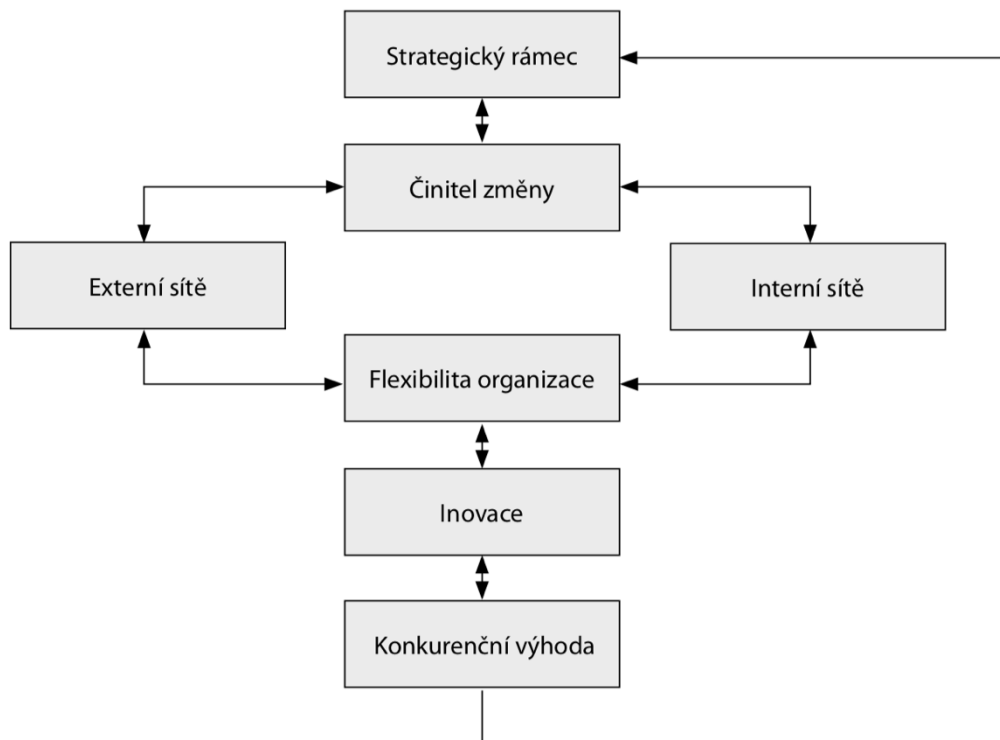 Strategický rámec
Činitel změny
Externí sítě
Interní sítě
Flexibilita organizace
Inovace
Konkurenční výhoda